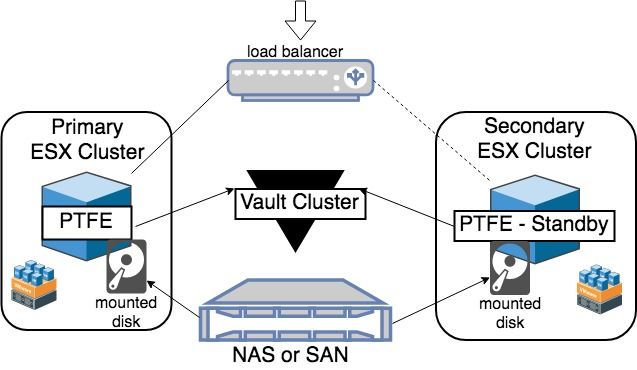 load balancer
Primary
ESX Cluster
PTFE
mounted
disk
Vault Cluster
NAS or SAN
Secondary
ESX Cluster
PTFE - Standby
mounted
disk